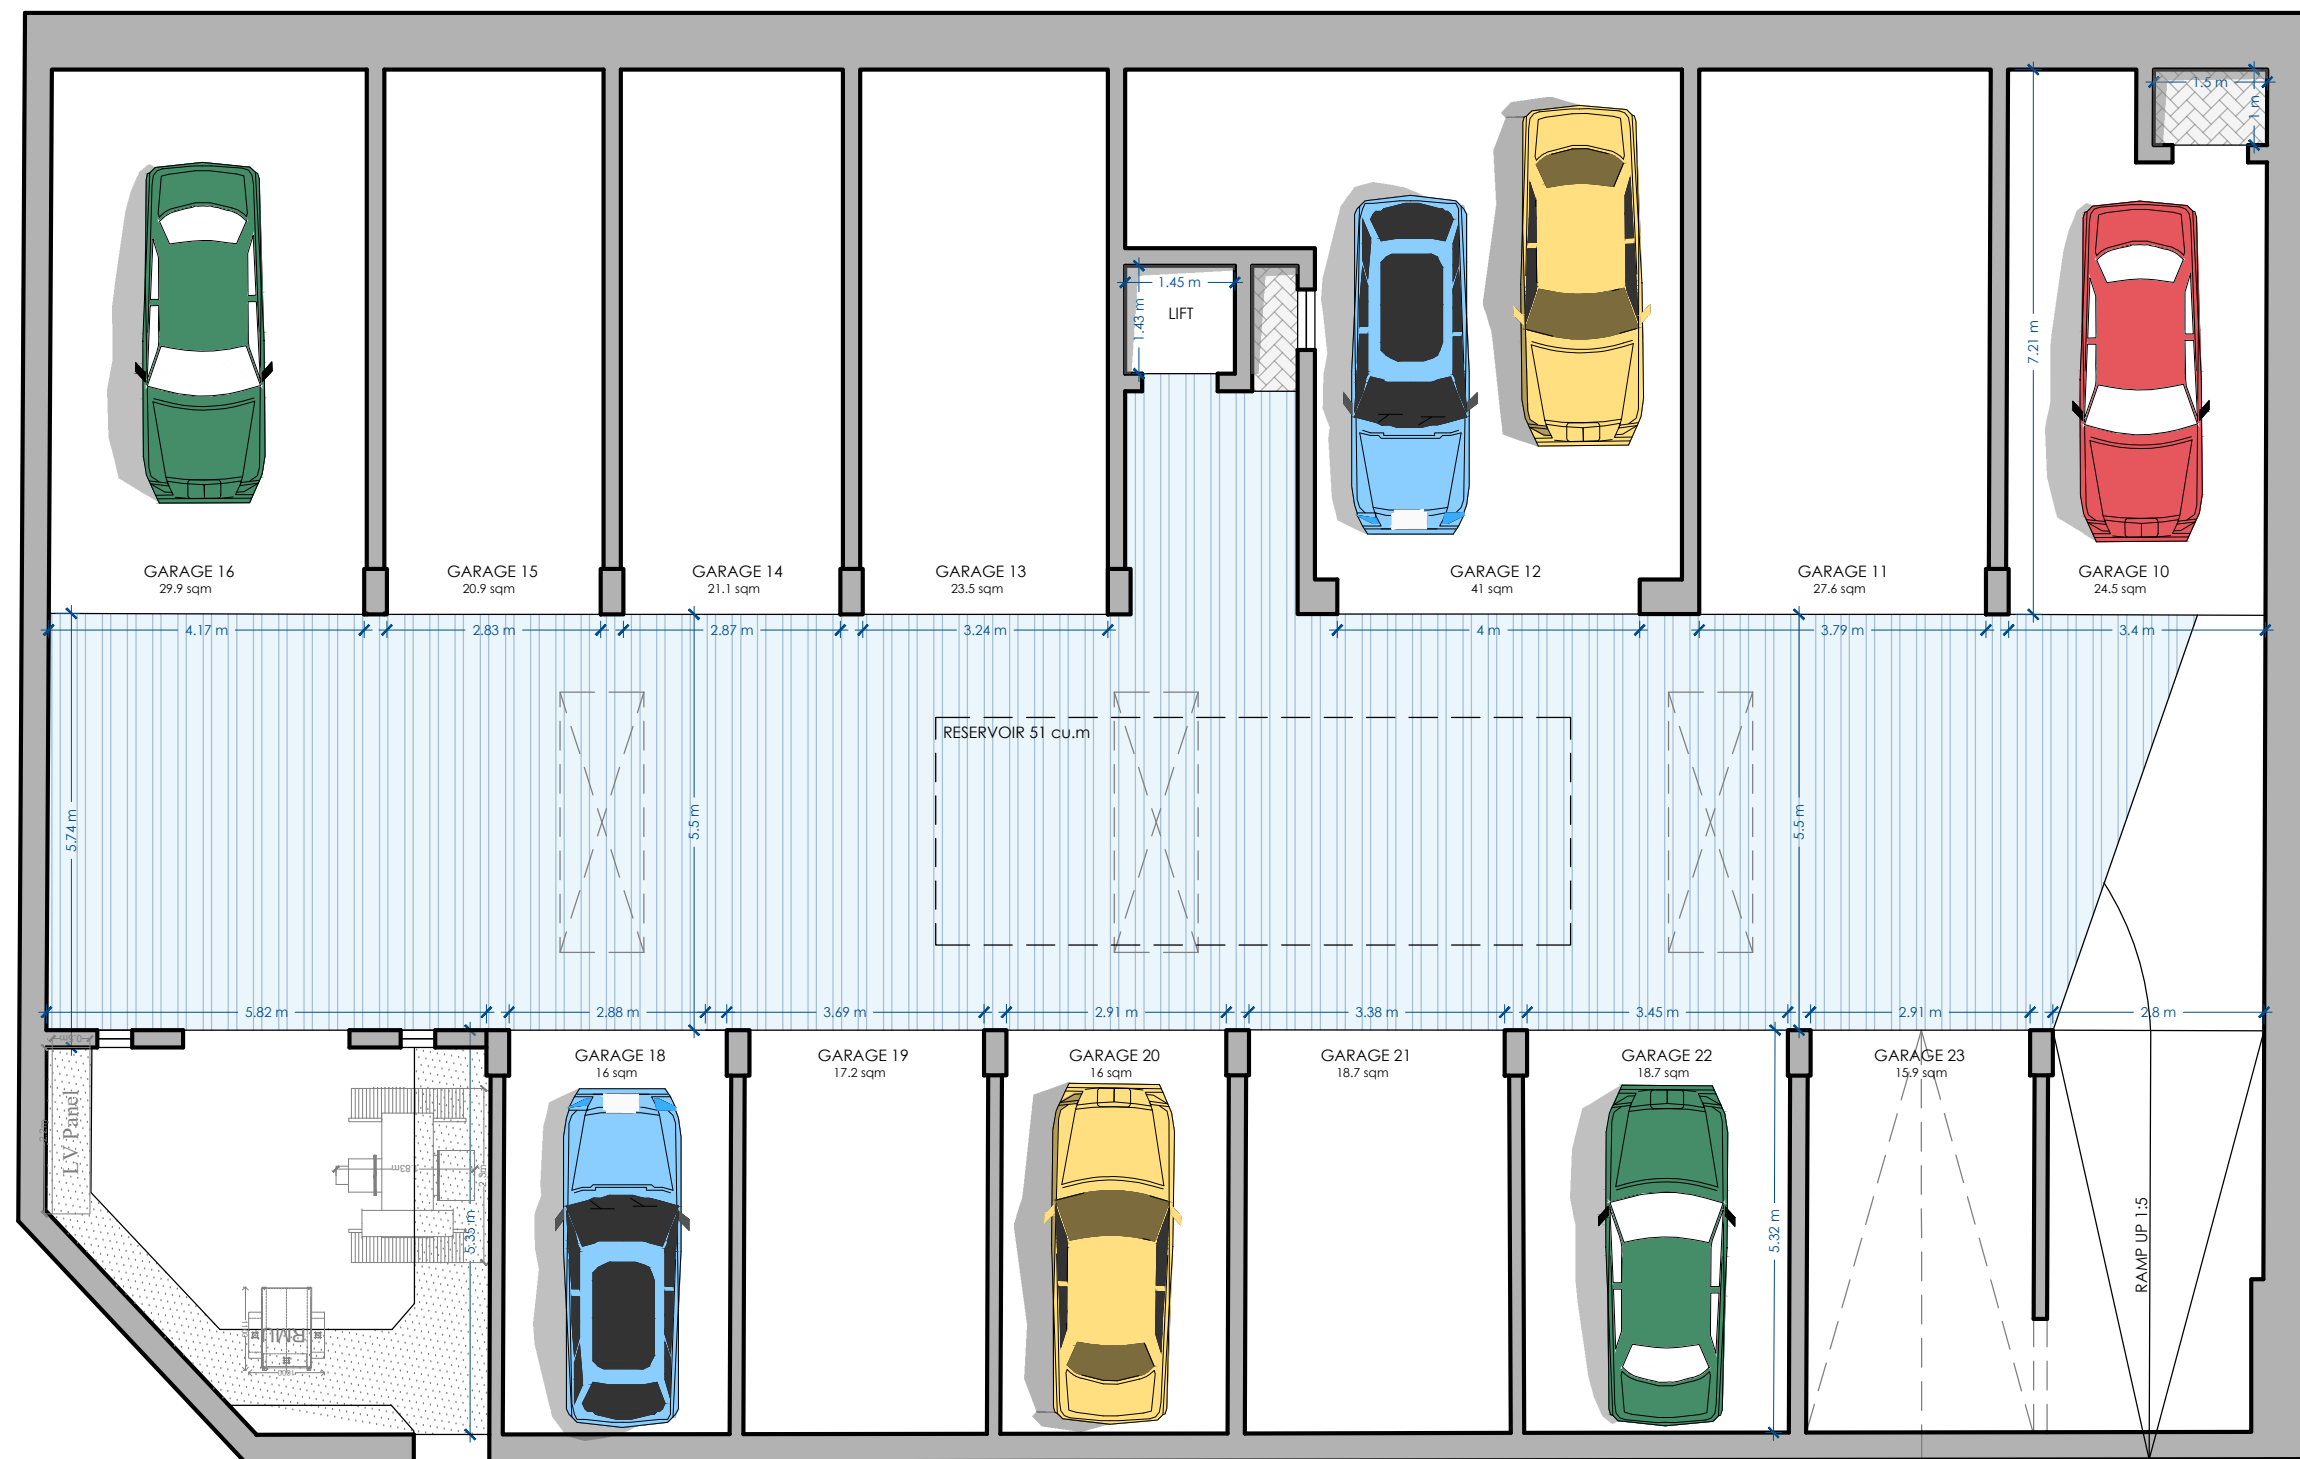 1.5 m
1 m
1.45 m
1.43 m
LIFT
7.21 m
GARAGE 16
29.9 sqm
GARAGE 15
20.9 sqm
GARAGE 14
21.1 sqm
GARAGE 13
23.5 sqm
GARAGE 12
41 sqm
GARAGE 11
27.6 sqm
GARAGE 10
24.5 sqm
4.17 m
2.83 m
2.87 m
3.24 m
4 m
3.79 m
3.4 m
RESERVOIR 51 cu.m
5.74 m
5.5 m
5.5 m
5.82 m
2.88 m
3.69 m
2.91 m
3.38 m
3.45 m
2.91 m
2.8 m
GARAGE 18
16 sqm
GARAGE 19
17.2 sqm
GARAGE 20
16 sqm
GARAGE 21
18.7 sqm
GARAGE 22
18.7 sqm
GARAGE 23
15.9 sqm
LV Panel
5.35 m
5.32 m
RAMP UP 1:5
RMU